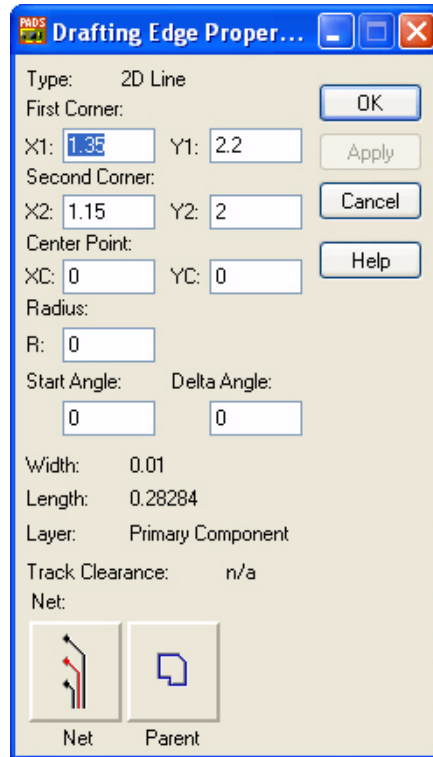 PADS Drafting Edge Proper...
Type: 2D Line
OK
First Corner:
X1: 1.35 Y1: 2.2
Apply
Second Corner:
X2: 1.15 Y2: 2
Cancel
Center Point:
XC: 0 YC: 0
Help
Radius:
R: 0
Start Angle: Delta Angle:
0 0
Width: 0.01
Length: 0.28284
Layer: Primary Component
Track Clearance: n/a
Net:
Net Parent